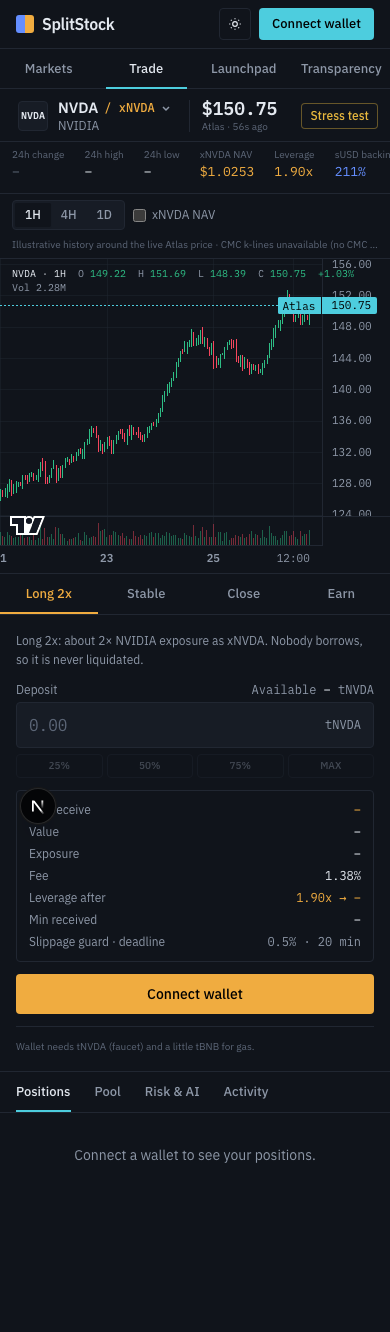 SplitStock
Connect wallet
Markets Trade Launchpad Transparency
NVDA NVDA / xNVDA $150.75 Stress test
NVIDIA Atlas · 56s ago
24h change 24h high 24h low xNVDA NAV Leverage sUSD backin
– – – $1.0253 1.90x 211%
1H 4H 1D xNVDA NAV
Illustrative history around the live Atlas price · CMC k-lines unavailable (no CMC ...
156.00
NVDA · 1H O 149.22 H 151.69 L 148.39 C 150.75 +1.03%
Vol 2.28M
152.00
Atlas 150.75
148.00
144.00
140.00
136.00
132.00
128.00
124.00
1 23 25 12:00
Long 2x Stable Close Earn
Long 2x: about 2× NVIDIA exposure as xNVDA. Nobody borrows,
so it is never liquidated.
Deposit Available – tNVDA
0.00 tNVDA
25% 50% 75% MAX
N eceive –
Value –
Exposure –
Fee 1.38%
Leverage after 1.90x → –
Min received –
Slippage guard · deadline 0.5% · 20 min
Connect wallet
Wallet needs tNVDA (faucet) and a little tBNB for gas.
Positions Pool Risk & AI Activity
Connect a wallet to see your positions.